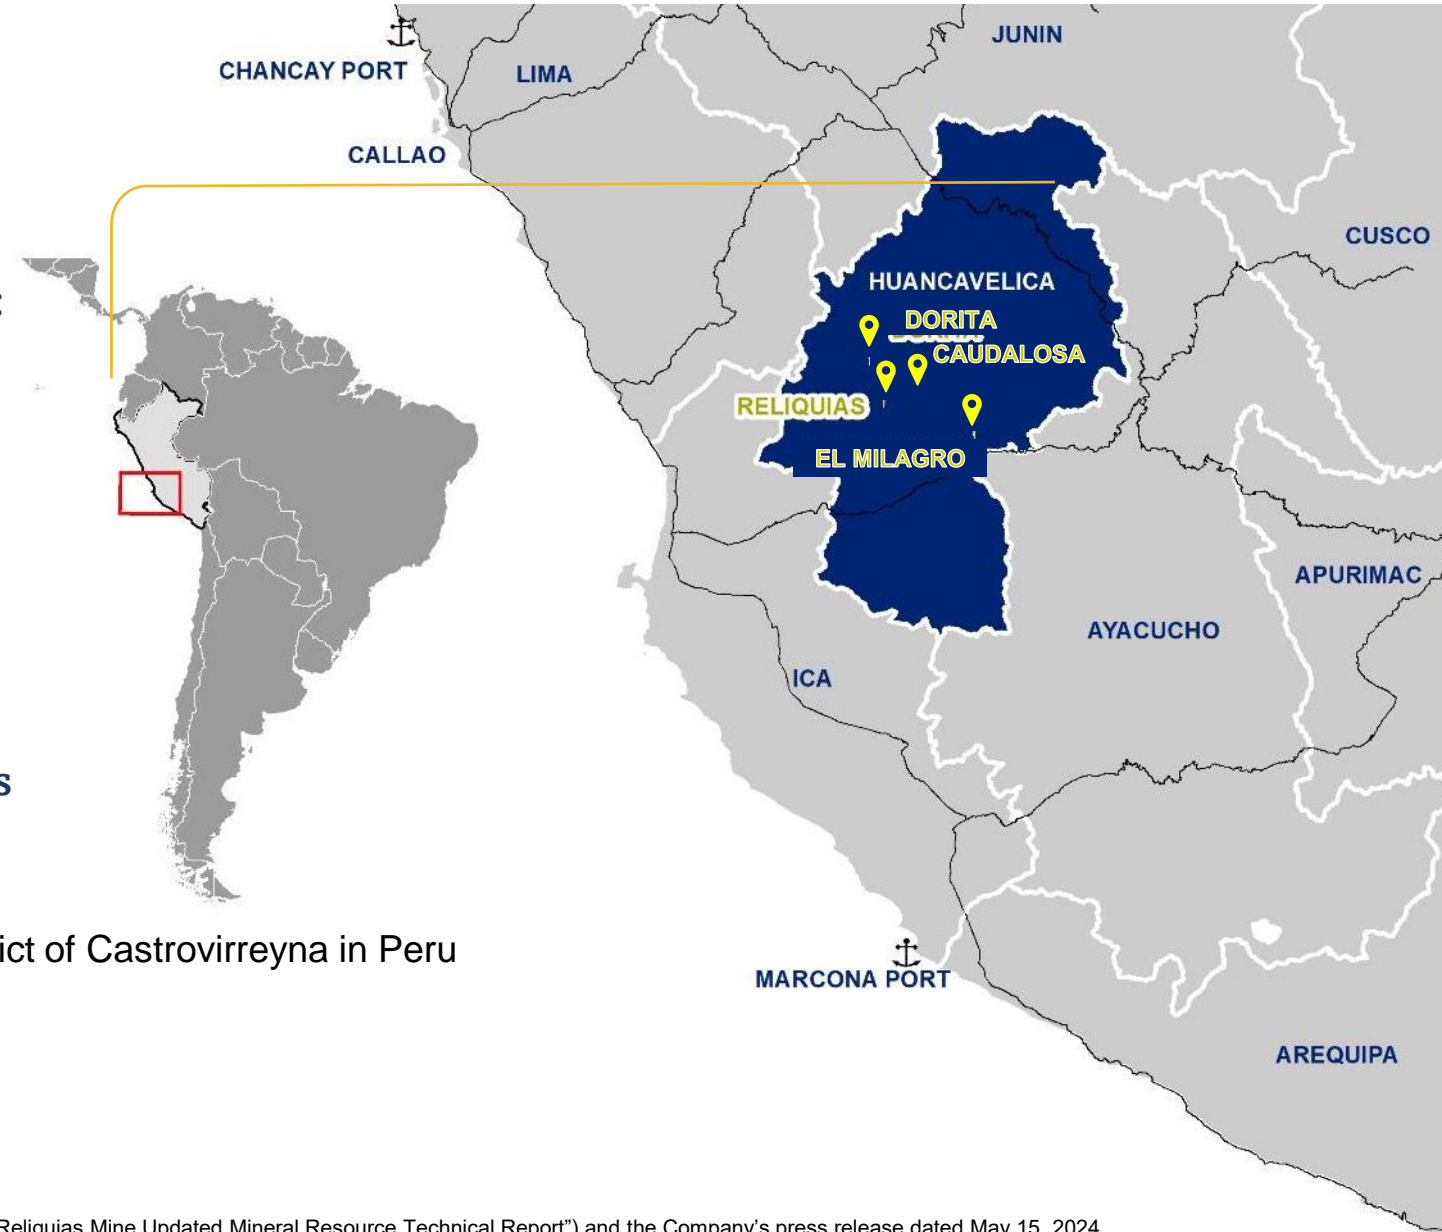 JUNIN
CHANCAY PORT
LIMA
CALLAO
CUSCO
HUANCAVELICA
:
DORITA
CAUDALOSA
RELIQUIAS
EL MILAGRO
APURIMAC
AYACUCHO
ICA
s
ict of Castrovirreyna in Peru
MARCONA PORT
AREQUIPA
Reliquias Mine Updated Mineral Resource Technical Report”) and the Company’s press release dated May 15, 2024